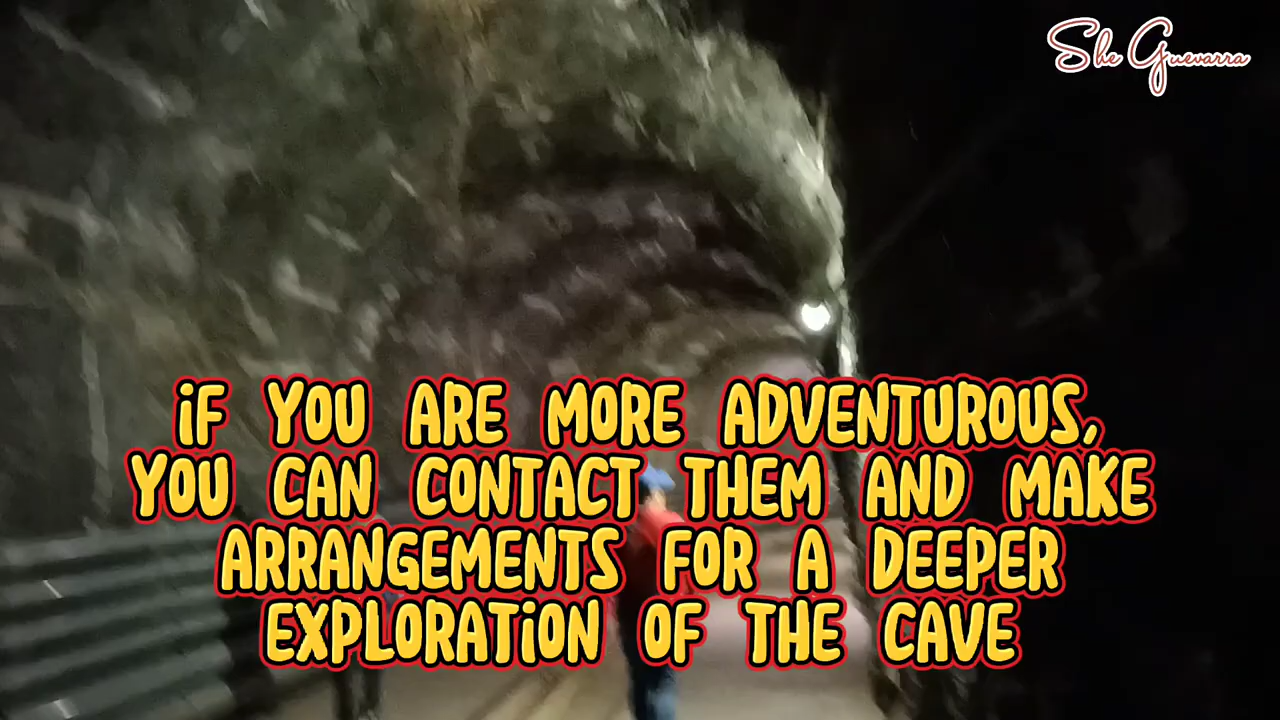 She Guevarra
iF YOU ARE MORE ADVENTUROUS,
YOU CAN CONTACT THEM AND MAKE
ARRANGEMENTS FOR A DEEPER
EXPLORATiON OF THE CAVE